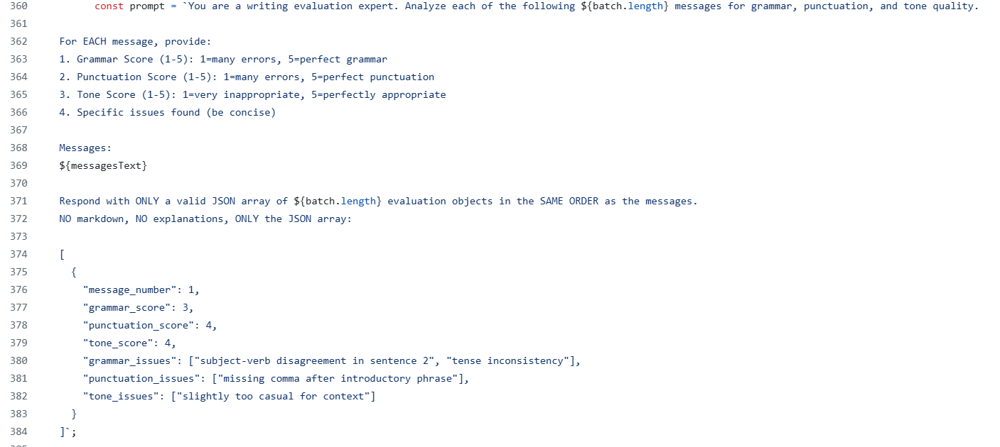 360 const prompt = `You are a writing evaluation expert. Analyze each of the following ${batch.length} messages for grammar, punctuation, and tone quality.
361
362 For EACH message, provide:
363 1. Grammar Score (1-5): 1=many errors, 5=perfect grammar
364 2. Punctuation Score (1-5): 1=many errors, 5=perfect punctuation
365 3. Tone Score (1-5): 1=very inappropriate, 5=perfectly appropriate
366 4. Specific issues found (be concise)
367
368 Messages:
369 ${messagesText}
370
371 Respond with ONLY a valid JSON array of ${batch.length} evaluation objects in the SAME ORDER as the messages.
372 NO markdown, NO explanations, ONLY the JSON array:
373
374 [
375   {
376     "message_number": 1,
377     "grammar_score": 3,
378     "punctuation_score": 4,
379     "tone_score": 4,
380     "grammar_issues": ["subject-verb disagreement in sentence 2", "tense inconsistency"],
381     "punctuation_issues": ["missing comma after introductory phrase"],
382     "tone_issues": ["slightly too casual for context"]
383   }
384 ]`;